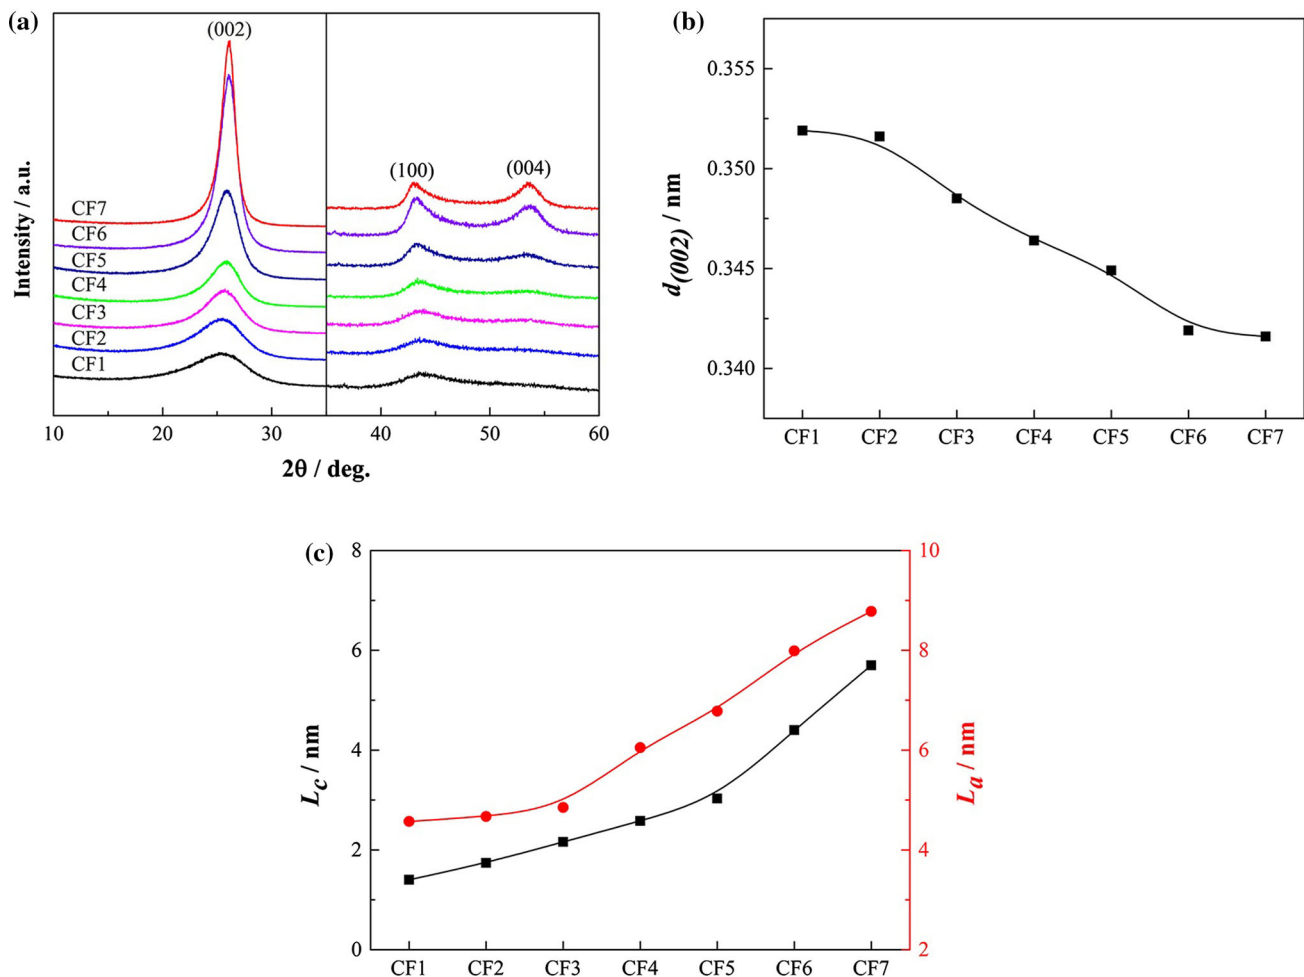 (a)
(002)
(100)
(004)
CF7
CF6
CF5
CF4
CF3
CF2
CF1
Intensity / a.u.
10 20 30 40 50 60
2θ / deg.
(b)
0.355
0.350
0.345
0.340
d(002) / nm
CF1 CF2 CF3 CF4 CF5 CF6 CF7
(c)
8
6
4
2
0
Lc / nm
10
8
6
4
2
La / nm
CF1 CF2 CF3 CF4 CF5 CF6 CF7